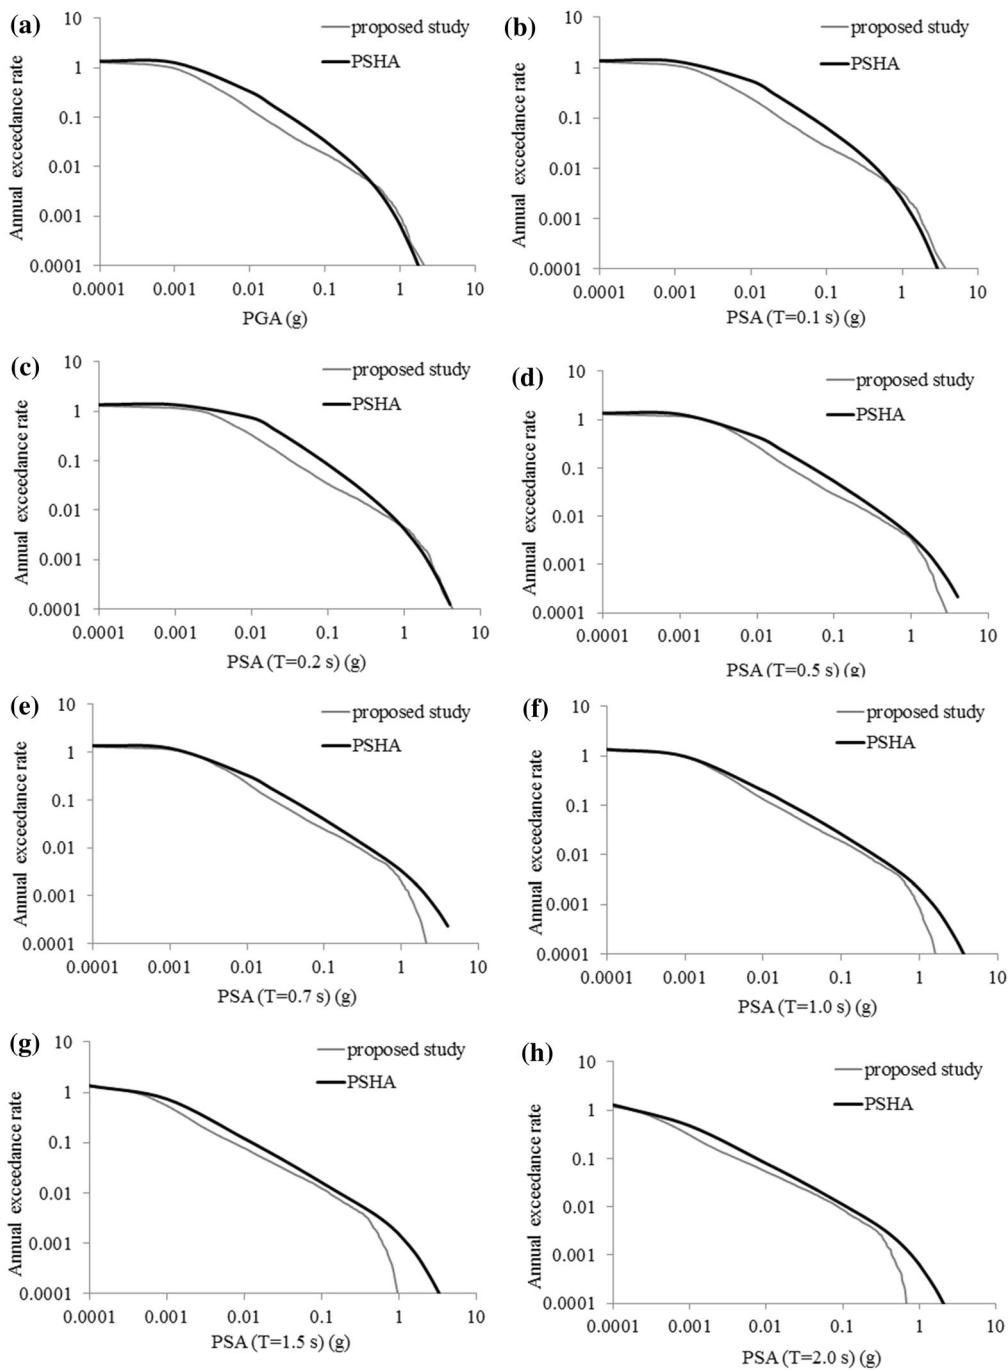 (a)
proposed study
PSHA
Annual exceedance rate
10
1
0.1
0.01
0.001
0.0001
0.0001
0.001
0.01
0.1
1
10
PGA (g)
(b)
proposed study
PSHA
Annual exceedance rate
10
1
0.1
0.01
0.001
0.0001
0.0001
0.001
0.01
0.1
1
10
PSA (T=0.1 s) (g)
(c)
proposed study
PSHA
Annual exceedance rate
10
1
0.1
0.01
0.001
0.0001
0.0001
0.001
0.01
0.1
1
10
PSA (T=0.2 s) (g)
(d)
proposed study
PSHA
Annual exceedance rate
10
1
0.1
0.01
0.001
0.0001
0.0001
0.001
0.01
0.1
1
10
PSA (T=0.5 s) (g)
(e)
proposed study
PSHA
Annual exceedance rate
10
1
0.1
0.01
0.001
0.0001
0.0001
0.001
0.01
0.1
1
10
PSA (T=0.7 s) (g)
(f)
proposed study
PSHA
Annual exceedance rate
10
1
0.1
0.01
0.001
0.0001
0.0001
0.001
0.01
0.1
1
10
PSA (T=1.0 s) (g)
(g)
proposed study
PSHA
Annual exceedance rate
10
1
0.1
0.01
0.001
0.0001
0.0001
0.001
0.01
0.1
1
10
PSA (T=1.5 s) (g)
(h)
proposed study
PSHA
Annual exceedance rate
10
1
0.1
0.01
0.001
0.0001
0.0001
0.001
0.01
0.1
1
10
PSA (T=2.0 s) (g)